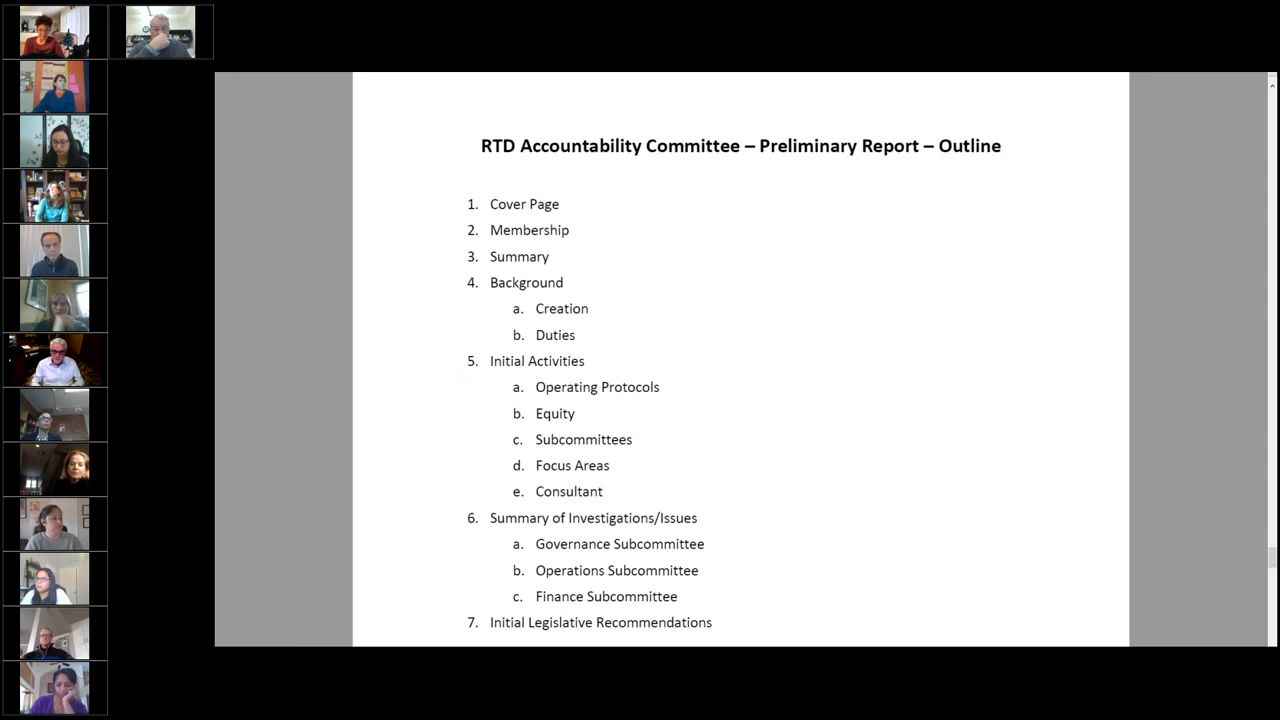 RTD Accountability Committee – Preliminary Report – Outline
1. Cover Page
2. Membership
3. Summary
4. Background
a. Creation
b. Duties
5. Initial Activities
a. Operating Protocols
b. Equity
c. Subcommittees
d. Focus Areas
e. Consultant
6. Summary of Investigations/Issues
a. Governance Subcommittee
b. Operations Subcommittee
c. Finance Subcommittee
7. Initial Legislative Recommendations